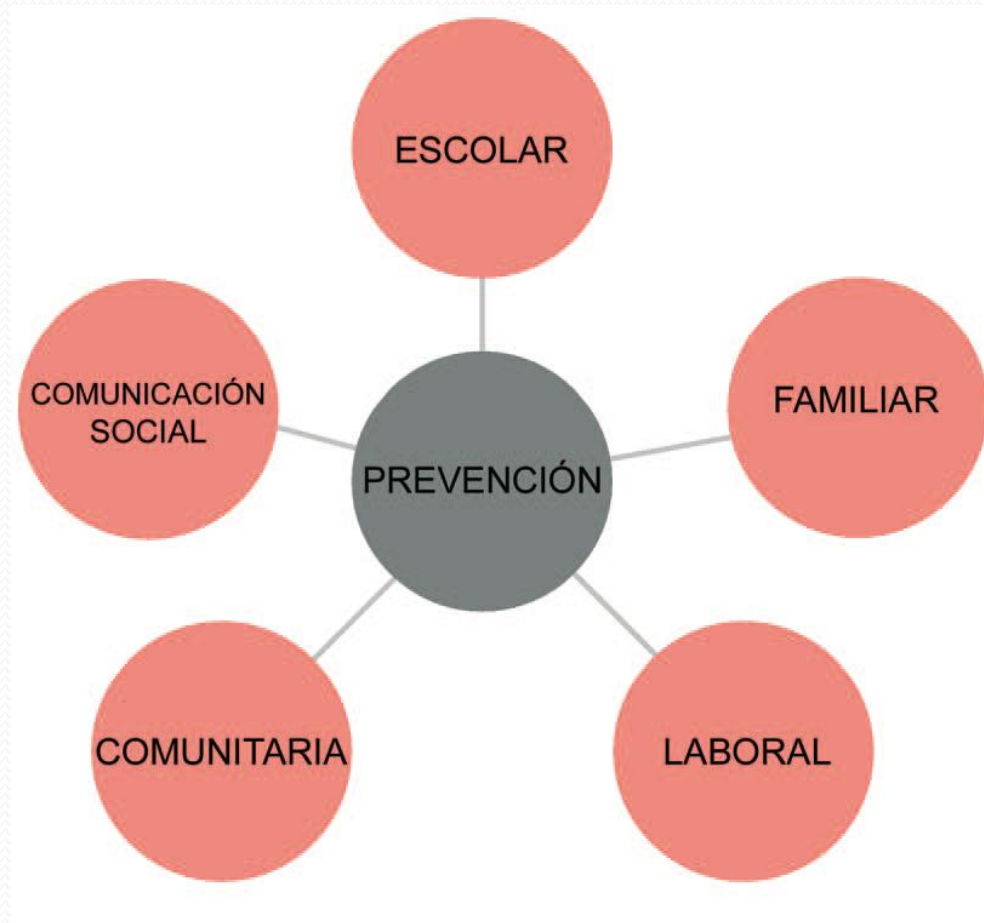 ESCOLAR
FAMILIAR
COMUNICACIÓN
SOCIAL
PREVENCIÓN
COMUNITARIA
LABORAL